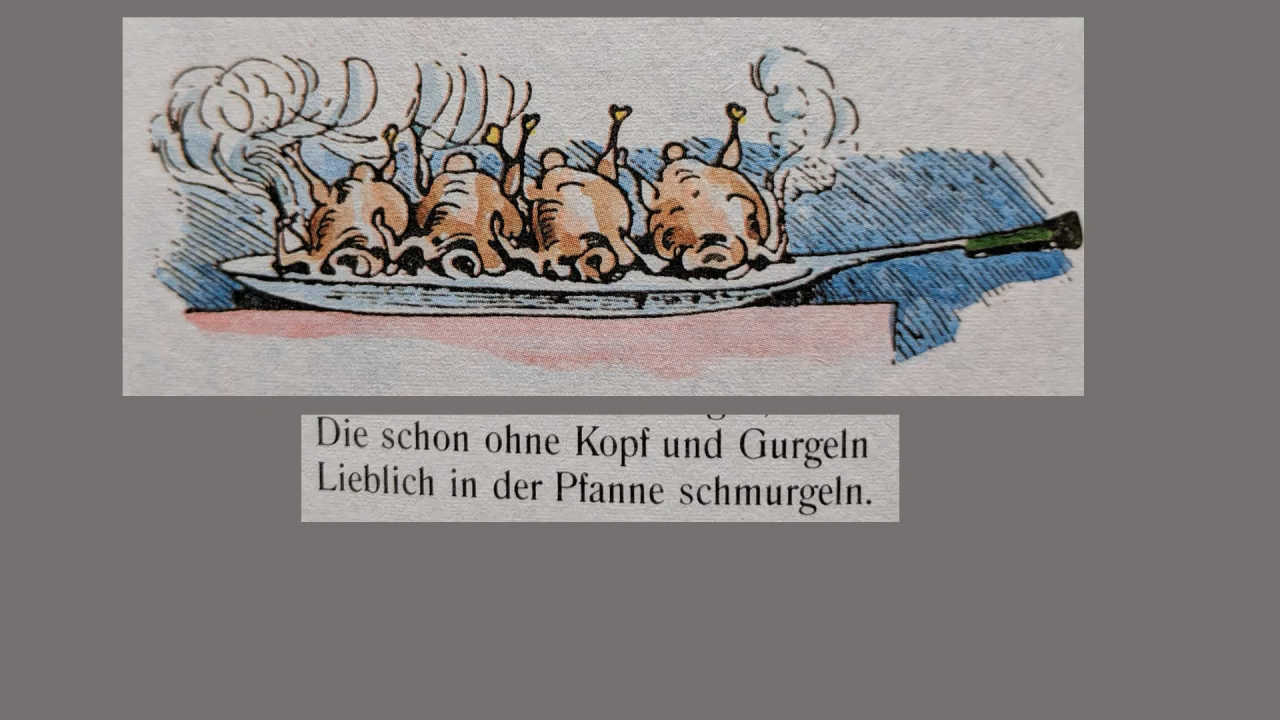 Die schon ohne Kopf und Gurgeln
Lieblich in der Pfanne schmurgeln.